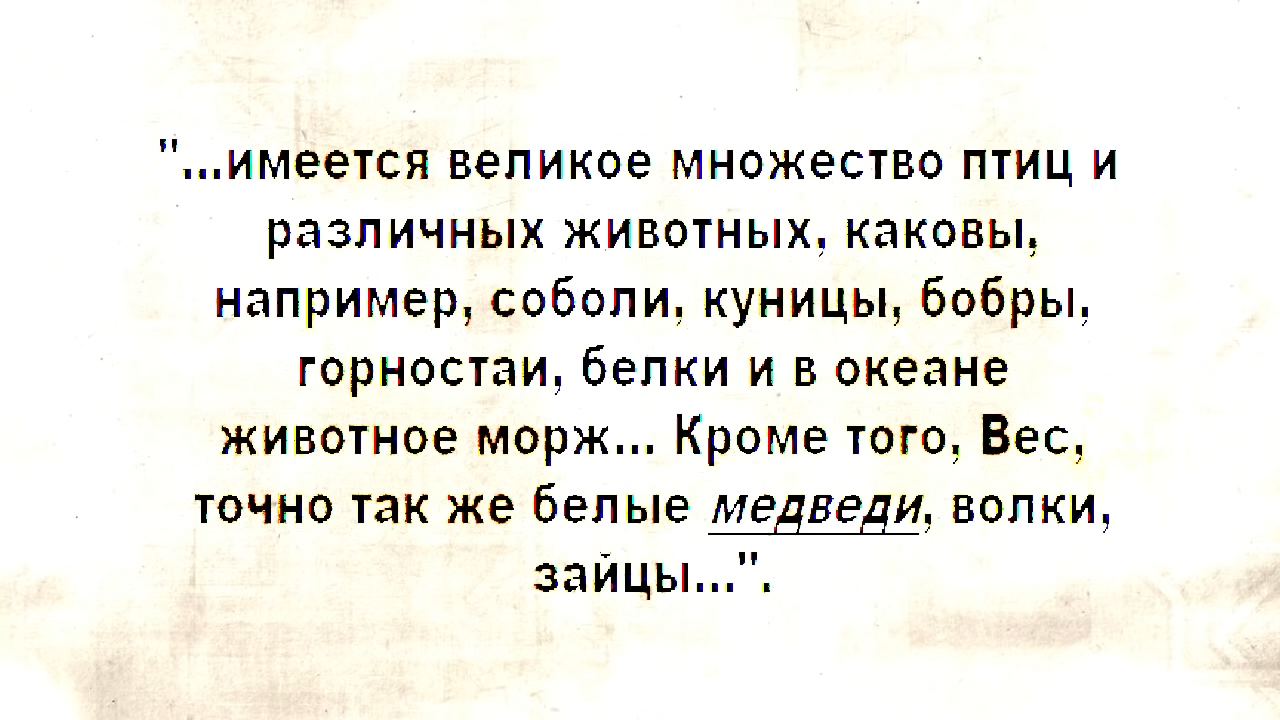 "...имеется великое множество птиц и
различных животных, каковы,
например, соболи, куницы, бобры,
горностаи, белки и в океане
животное морж... Кроме того, Вес,
точно так же белые медведи, волки,
зайцы...".